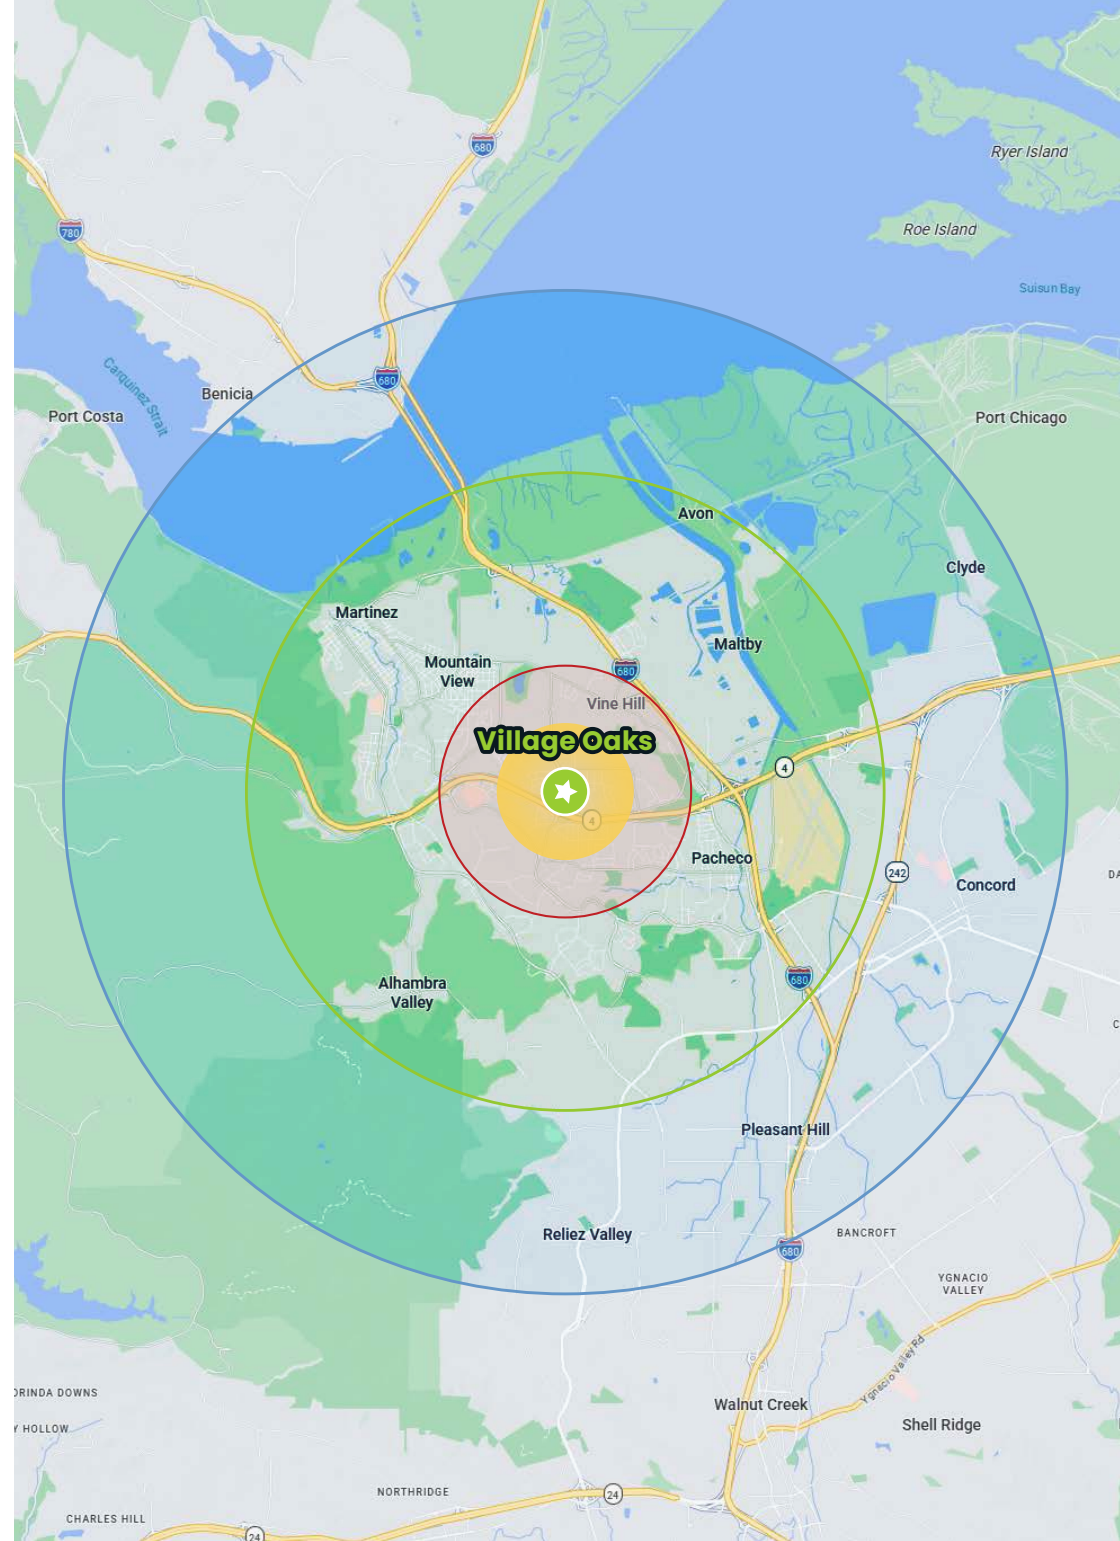 680
Ryer Island
780
Roe Island
Suisun Bay
Carquinez Strait
680
Benicia
Port Costa
Port Chicago
Avon
Clyde
Martinez
Maltby
Mountain
View
680
Vine Hill
Village Oaks
4
4
Pacheco
242
Concord
DA
680
Alhambra
Valley
C
Pleasant Hill
Reliez Valley
BANCROFT
680
YGNACIO
VALLEY
Ygnacio Valley Rd
ORINDA DOWNS
Walnut Creek
Shell Ridge
Y HOLLOW
NORTHRIDGE
24
CHARLES HILL
24